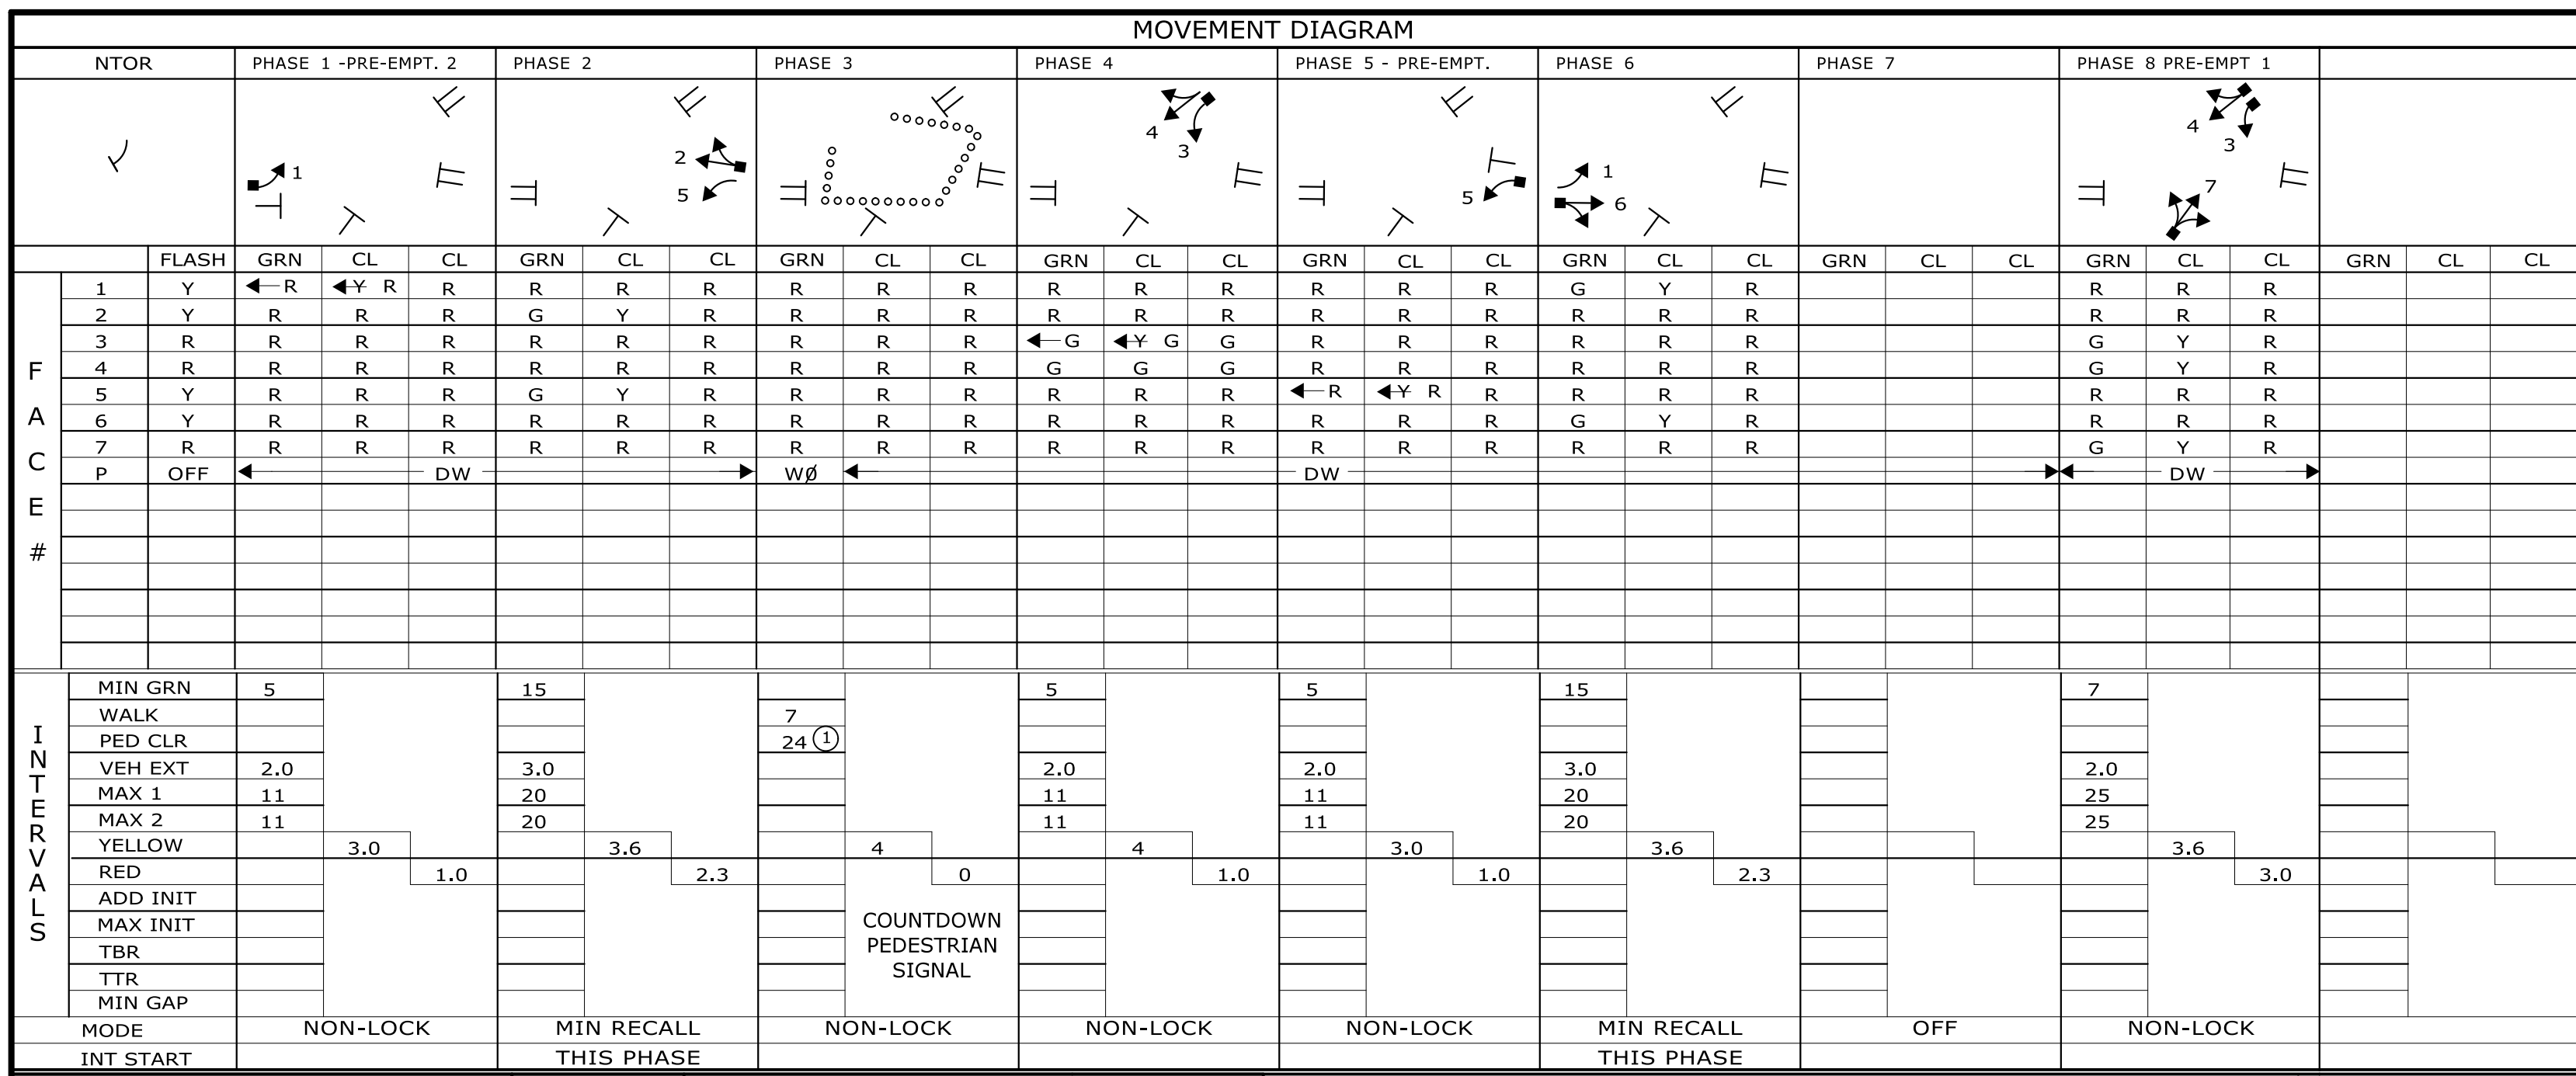 MOVEMENT DIAGRAM
NTOR PHASE 1 -PRE-EMPT. 2 PHASE 2 PHASE 3 PHASE 4 PHASE 5 - PRE-EMPT. PHASE 6 PHASE 7 PHASE 8 PRE-EMPT 1
1 2 5 4 3 5 1 6 4 3 7
FLASH GRN CL CL GRN CL CL GRN CL CL GRN CL CL GRN CL CL GRN CL CL GRN CL CL GRN CL CL GRN CL CL
FACE #
1 Y R Y R R R R R R R R R R R R R R G Y R R R R
2 Y R R R G Y R R R R R R R R R R R R R R R R
3 R R R R R R R R R R G Y G G R R R R R R G Y R
4 R R R R R R R R R R G G G R R R R R R G Y R
5 Y R R R G Y R R R R R R R R Y R R R R R R R R
6 Y R R R R R R R R R R R R R R R G Y R R R R
7 R R R R R R R R R R R R R R R R R R R G Y R
P OFF DW WØ DW DW
INTERVALS
MIN GRN 5 15 5 5 15 7
WALK 7
PED CLR 24 1
VEH EXT 2.0 3.0 2.0 2.0 3.0 2.0
MAX 1 11 20 11 11 20 25
MAX 2 11 20 11 11 20 25
YELLOW 3.0 3.6 4 4 3.0 3.6 3.6
RED 1.0 2.3 0 1.0 1.0 2.3 3.0
ADD INIT
MAX INIT
TBR
TTR
MIN GAP
COUNTDOWN
PEDESTRIAN
SIGNAL
MODE NON-LOCK MIN RECALL NON-LOCK NON-LOCK NON-LOCK MIN RECALL OFF NON-LOCK
INT START THIS PHASE THIS PHASE